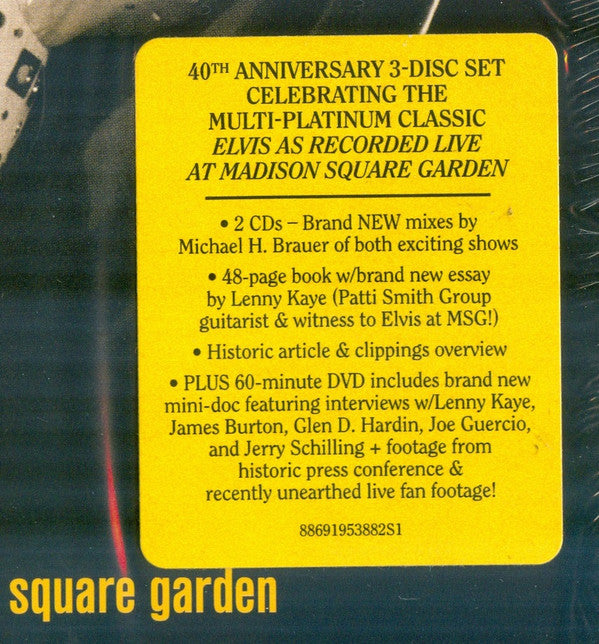 40TH ANNIVERSARY 3-DISC SET
CELEBRATING THE
MULTI-PLATINUM CLASSIC
ELVIS AS RECORDED LIVE
AT MADISON SQUARE GARDEN
• 2 CDs – Brand NEW mixes by
Michael H. Brauer of both exciting shows
• 48-page book w/brand new essay
by Lenny Kaye (Patti Smith Group
guitarist & witness to Elvis at MSG!)
• Historic article & clippings overview
• PLUS 60-minute DVD includes brand new
mini-doc featuring interviews w/Lenny Kaye,
James Burton, Glen D. Hardin, Joe Guercio,
and Jerry Schilling + footage from
historic press conference &
recently unearthed live fan footage!
88691953882S1
square garden